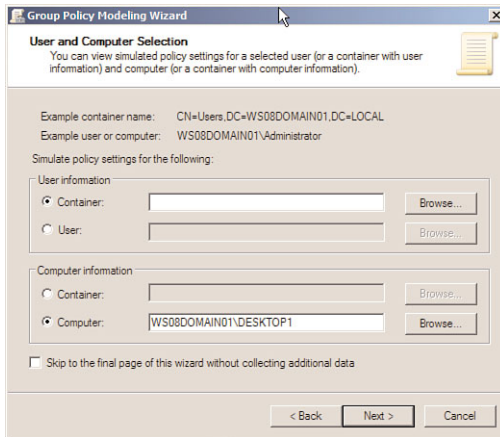 Group Policy Modeling Wizard
User and Computer Selection
You can view simulated policy settings for a selected user (or a container with user
information) and computer (or a container with computer information).
Example container name: CN=Users,DC=WS08DOMAIN01,DC=LOCAL
Example user or computer: WS08DOMAIN01\Administrator
Simulate policy settings for the following:
User information
Container: Browse...
User: Browse...
Computer information
Container: Browse...
Computer: WS08DOMAIN01\DESKTOP1 Browse...
Skip to the final page of this wizard without collecting additional data
< Back Next > Cancel